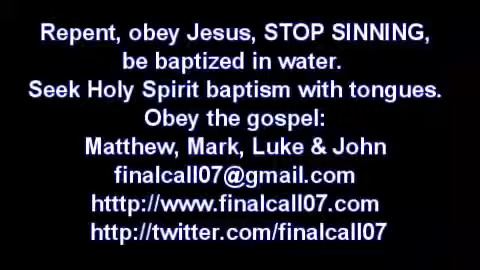 Repent, obey Jesus, STOP SINNING,
be baptized in water.
Seek Holy Spirit baptism with tongues.
Obey the gospel:
Matthew, Mark, Luke & John
finalcall07@gmail.com
htttp://www.finalcall07.com
http://twitter.com/finalcall07